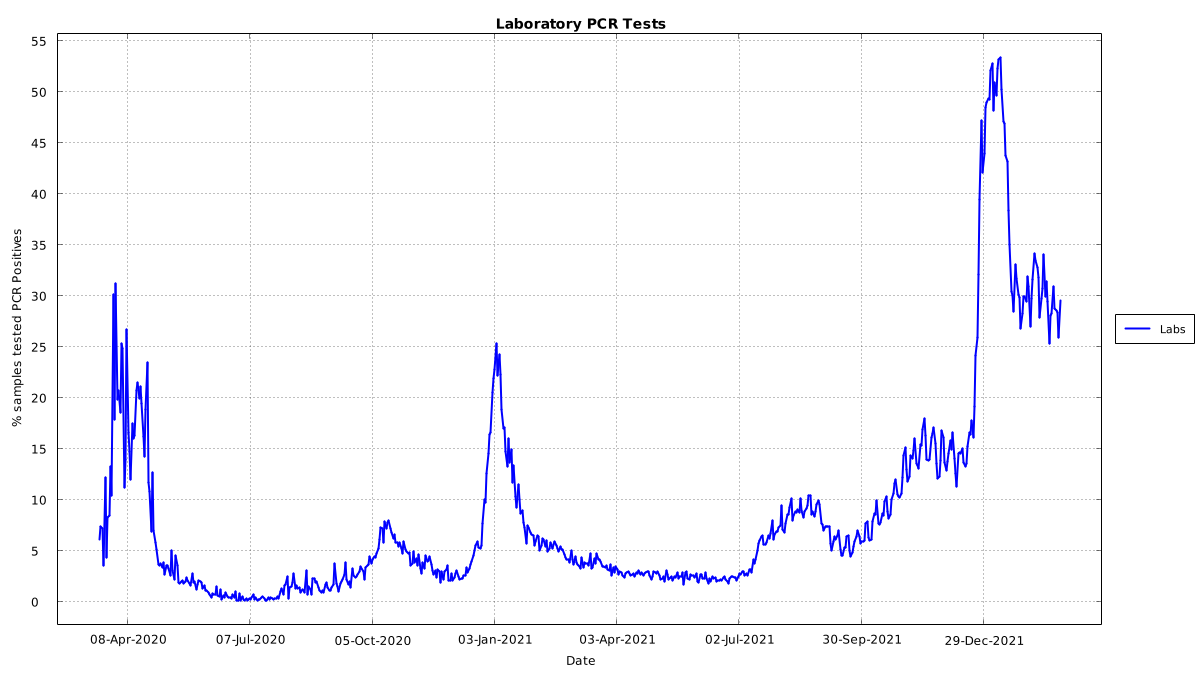 Laboratory PCR Tests
% samples tested PCR Positives
55
50
45
40
35
30
25
20
15
10
5
0
08-Apr-2020
07-Jul-2020
05-Oct-2020
03-Jan-2021
03-Apr-2021
02-Jul-2021
30-Sep-2021
29-Dec-2021
Date
Labs